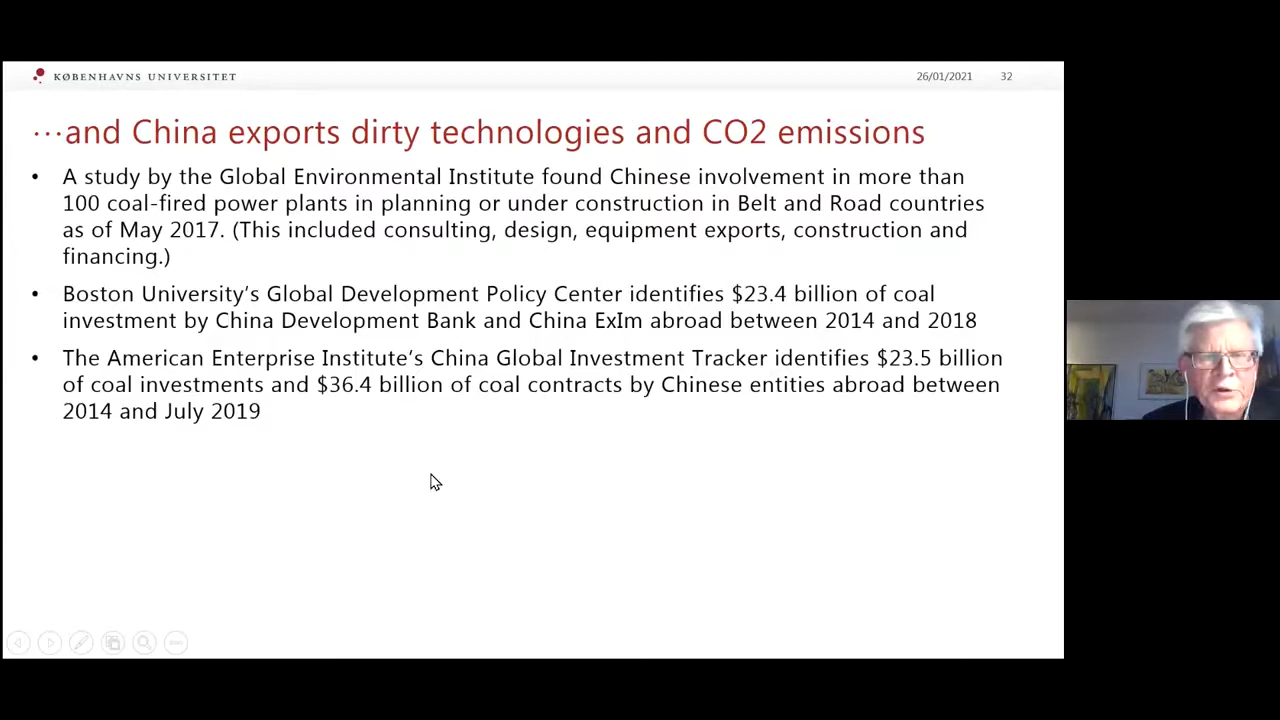 KØBENHAVNS UNIVERSITET
26/01/2021 32
…and China exports dirty technologies and CO2 emissions
• A study by the Global Environmental Institute found Chinese involvement in more than
100 coal-fired power plants in planning or under construction in Belt and Road countries
as of May 2017. (This included consulting, design, equipment exports, construction and
financing.)
• Boston University’s Global Development Policy Center identifies $23.4 billion of coal
investment by China Development Bank and China ExIm abroad between 2014 and 2018
• The American Enterprise Institute’s China Global Investment Tracker identifies $23.5 billion
of coal investments and $36.4 billion of coal contracts by Chinese entities abroad between
2014 and July 2019